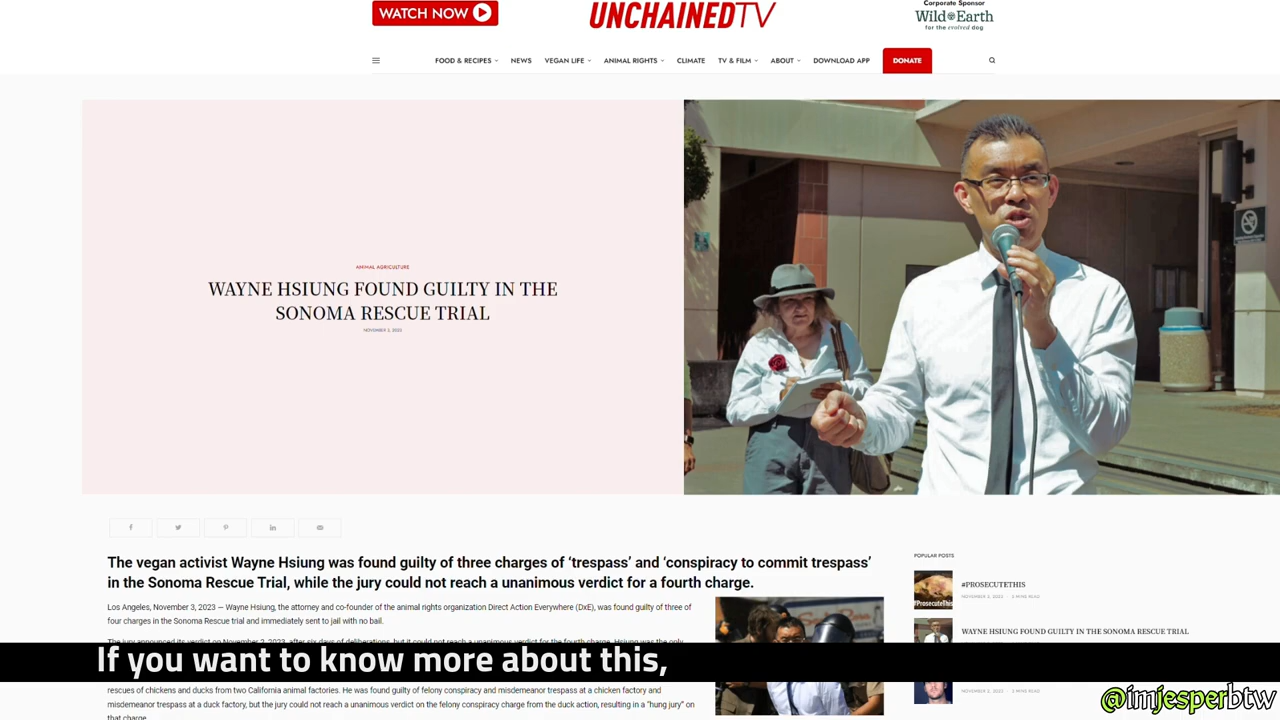 WATCH NOW
UNCHAINEDTV
Corporate Sponsor
Wild Earth
for the evolved dog
FOOD & RECIPES
NEWS
VEGAN LIFE
ANIMAL RIGHTS
CLIMATE
TV & FILM
ABOUT
DOWNLOAD APP
DONATE
ANIMAL AGRICULTURE
WAYNE HSIUNG FOUND GUILTY IN THE
SONOMA RESCUE TRIAL
NOVEMBER 3, 2023
The vegan activist Wayne Hsiung was found guilty of three charges of ‘trespass’ and ‘conspiracy to commit trespass’
in the Sonoma Rescue Trial, while the jury could not reach a unanimous verdict for a fourth charge.
Los Angeles, November 3, 2023 — Wayne Hsiung, the attorney and co-founder of the animal rights organization Direct Action Everywhere (DxE), was found guilty of three of
four charges in the Sonoma Rescue trial and immediately sent to jail with no bail.
The jury announced its verdict on November 2, 2023, after six days of deliberations, but it could not reach a unanimous verdict for the fourth charge. Hsiung was the only
rescues of chickens and ducks from two California animal factories. He was found guilty of felony conspiracy and misdemeanor trespass at a chicken factory and
misdemeanor trespass at a duck factory, but the jury could not reach a unanimous verdict on the felony conspiracy charge from the duck action, resulting in a “hung jury” on
that charge.
POPULAR POSTS
#ProsecuteThis
#PROSECUTETHIS
NOVEMBER 2, 2023 2 MINS READ
WAYNE HSIUNG FOUND GUILTY IN THE SONOMA RESCUE TRIAL
NOVEMBER 3, 2023 2 MINS READ
If you want to know more about this,
@imjesperbtw